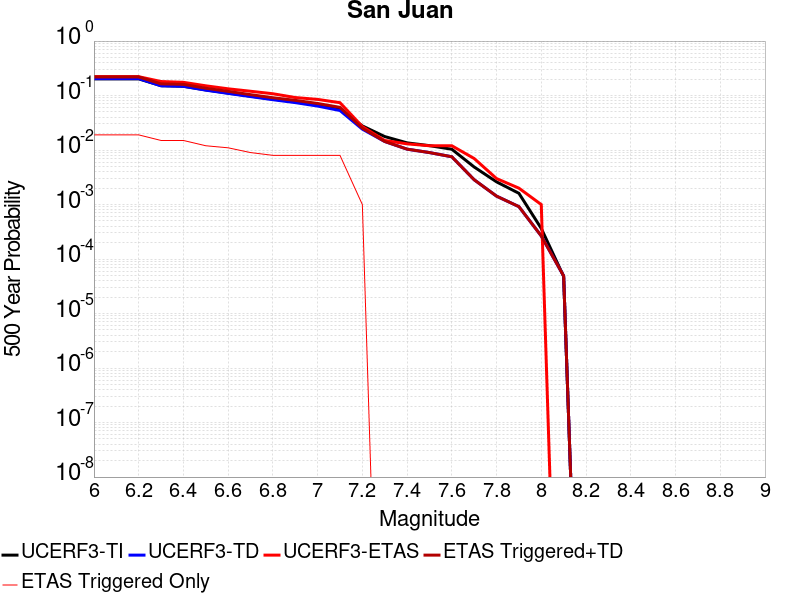 San Juan
10^0
10^-1
10^-2
10^-3
10^-4
10^-5
10^-6
10^-7
10^-8
500 Year Probability
6 6.2 6.4 6.6 6.8 7 7.2 7.4 7.6 7.8 8 8.2 8.4 8.6 8.8 9
Magnitude
UCERF3-TI UCERF3-TD UCERF3-ETAS ETAS Triggered+TD
ETAS Triggered Only